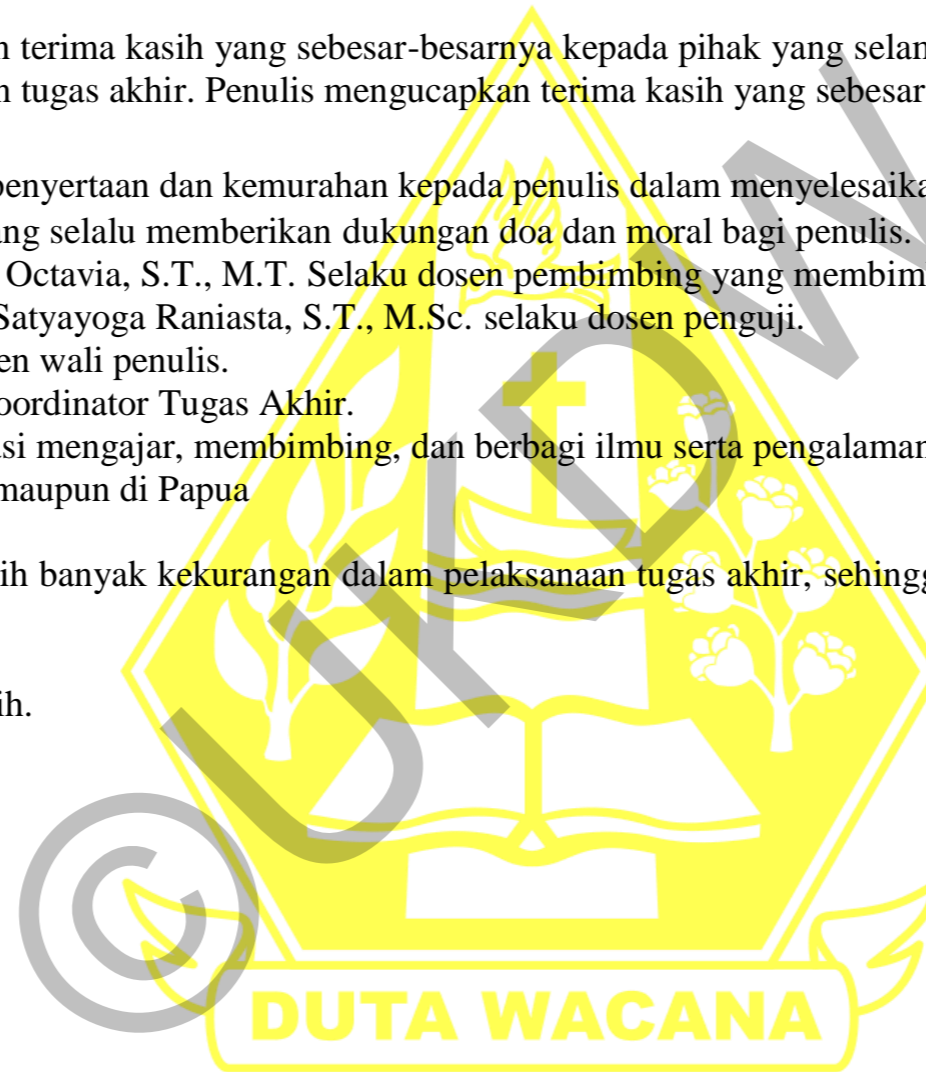 n terima kasih yang sebesar-besarnya kepada pihak yang selam
n tugas akhir. Penulis mengucapkan terima kasih yang sebesar
penyertaan dan kemurahan kepada penulis dalam menyelesaika
ang selalu memberikan dukungan doa dan moral bagi penulis.
Octavia, S.T., M.T. Selaku dosen pembimbing yang membim
Satyayoga Raniasta, S.T., M.Sc. selaku dosen penguji.
en wali penulis.
oordinator Tugas Akhir.
asi mengajar, membimbing, dan berbagi ilmu serta pengalaman
maupun di Papua
ih banyak kekurangan dalam pelaksanaan tugas akhir, sehingg
ih.
©UKDW
DUTA WACANA